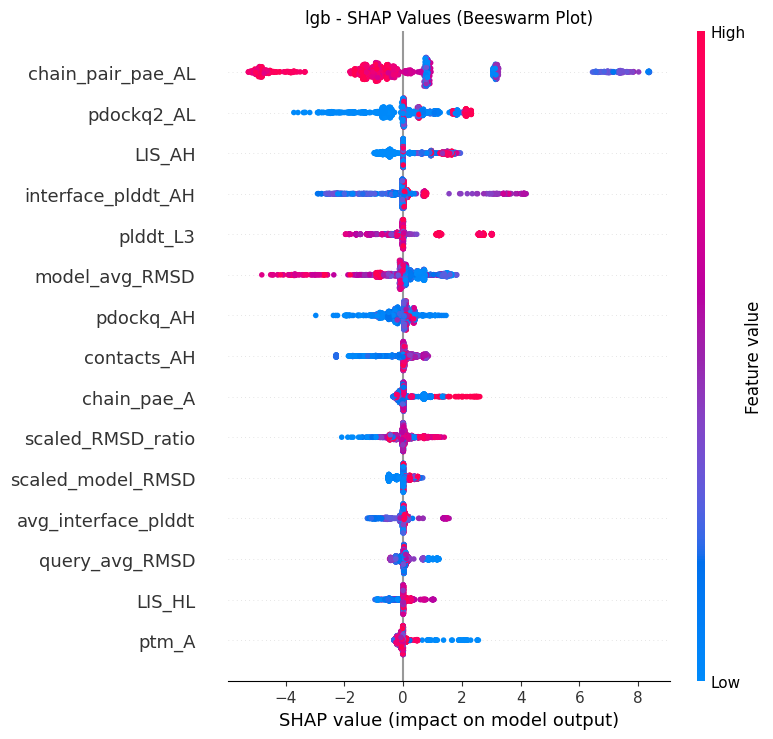 lgb - SHAP Values (Beeswarm Plot)
High
chain_pair_pae_AL
pdockq2_AL
LIS_AH
interface_plddt_AH
plddt_L3
model_avg_RMSD
pdockq_AH
contacts_AH
chain_pae_A
scaled_RMSD_ratio
scaled_model_RMSD
avg_interface_plddt
query_avg_RMSD
LIS_HL
ptm_A
Feature value
Low
−4 −2 0 2 4 6 8
SHAP value (impact on model output)